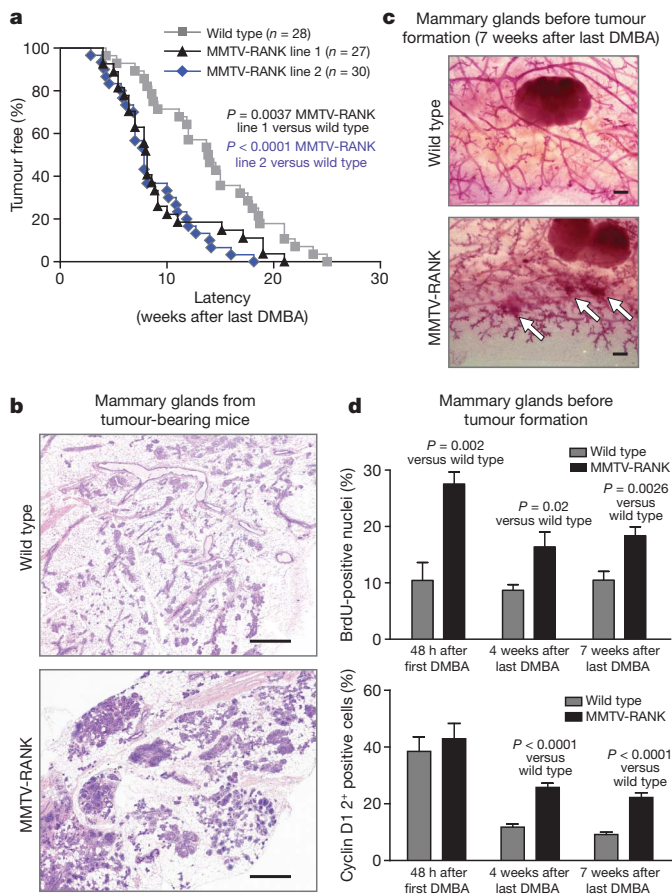 a
Wild type (n = 28)
MMTV-RANK line 1 (n = 27)
MMTV-RANK line 2 (n = 30)
P = 0.0037 MMTV-RANK
line 1 versus wild type
P < 0.0001 MMTV-RANK
line 2 versus wild type
Tumour free (%)
100
80
60
40
20
0
0
10
20
30
Latency
(weeks after last DMBA)
b
Mammary glands from
tumour-bearing mice
Wild type
MMTV-RANK
c
Mammary glands before tumour
formation (7 weeks after last DMBA)
Wild type
MMTV-RANK
d
Mammary glands before
tumour formation
Wild type
MMTV-RANK
BrdU-positive nuclei (%)
30
20
10
0
P = 0.002
versus wild type
P = 0.02
versus wild type
P = 0.0026
versus
wild type
48 h after
first DMBA
4 weeks after
last DMBA
7 weeks after
last DMBA
Wild type
MMTV-RANK
Cyclin D1 2⁺ positive cells (%)
60
40
20
0
P < 0.0001
versus
wild type
P < 0.0001
versus
wild type
48 h after
first DMBA
4 weeks after
last DMBA
7 weeks after
last DMBA